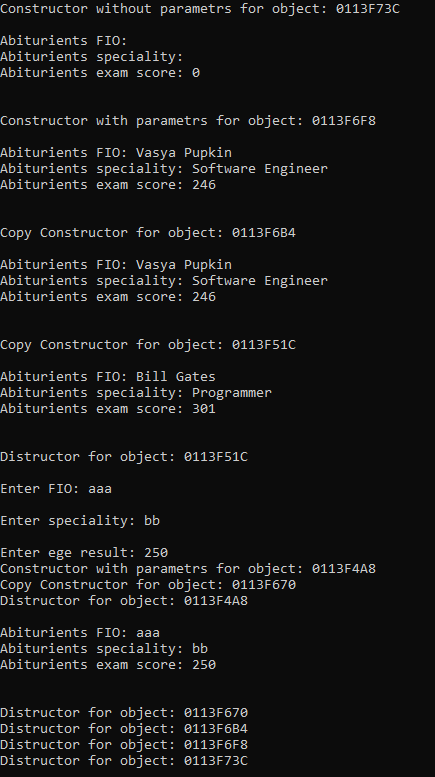 Constructor without parametrs for object: 0113F73C
Abiturients FIO:
Abiturients speciality:
Abiturients exam score: 0
Constructor with parametrs for object: 0113F6F8
Abiturients FIO: Vasya Pupkin
Abiturients speciality: Software Engineer
Abiturients exam score: 246
Copy Constructor for object: 0113F6B4
Abiturients FIO: Vasya Pupkin
Abiturients speciality: Software Engineer
Abiturients exam score: 246
Copy Constructor for object: 0113F51C
Abiturients FIO: Bill Gates
Abiturients speciality: Programmer
Abiturients exam score: 301
Distructor for object: 0113F51C
Enter FIO: aaa
Enter speciality: bb
Enter ege result: 250
Constructor with parametrs for object: 0113F4A8
Copy Constructor for object: 0113F670
Distructor for object: 0113F4A8
Abiturients FIO: aaa
Abiturients speciality: bb
Abiturients exam score: 250
Distructor for object: 0113F670
Distructor for object: 0113F6B4
Distructor for object: 0113F6F8
Distructor for object: 0113F73C